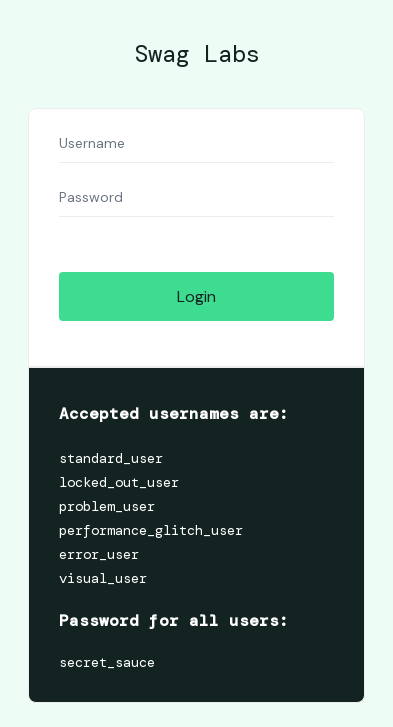 Swag Labs
Username
Password
Login
Accepted usernames are:
standard_user
locked_out_user
problem_user
performance_glitch_user
error_user
visual_user
Password for all users:
secret_sauce